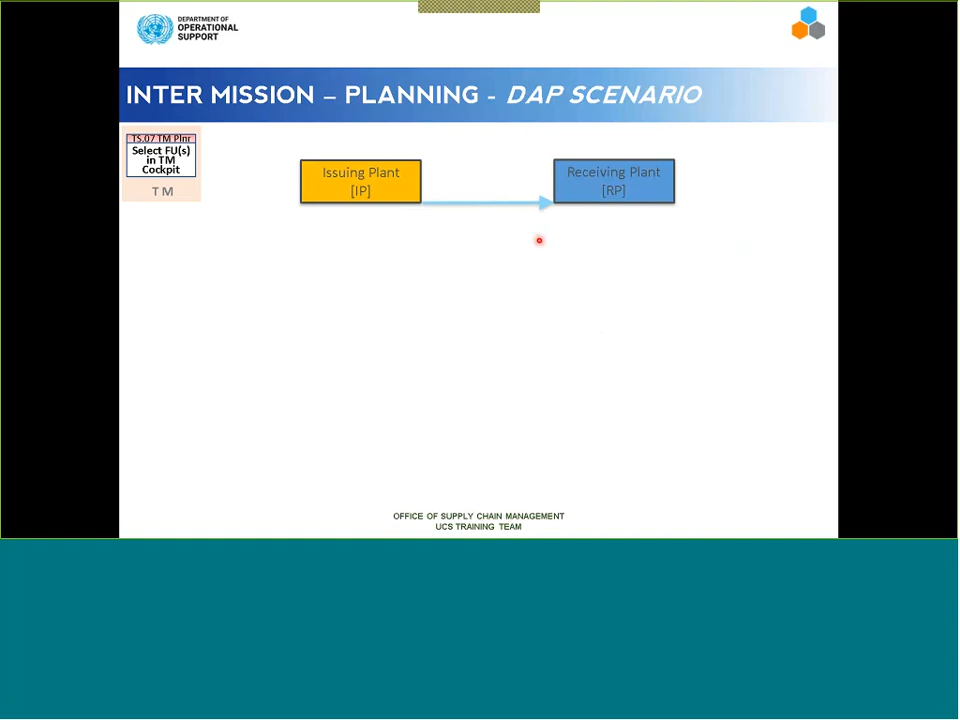 DEPARTMENT OF
OPERATIONAL
SUPPORT
INTER MISSION – PLANNING - DAP SCENARIO
TS.07 TM Plnr
Select FU(s)
in TM
Cockpit
T M
Issuing Plant
[IP]
Receiving Plant
[RP]
OFFICE OF SUPPLY CHAIN MANAGEMENT
UCS TRAINING TEAM